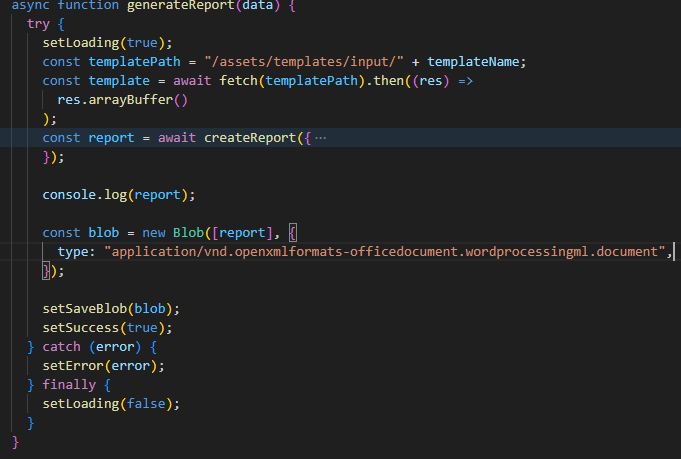 async function generateReport(data) {
try {
setLoading(true);
const templatePath = "/assets/templates/input/" + templateName;
const template = await fetch(templatePath).then((res) =>
res.arrayBuffer()
);
const report = await createReport({ ⋯
});
console.log(report);
const blob = new Blob([report], {
type: "application/vnd.openxmlformats-officedocument.wordprocessingml.document",
});
setSaveBlob(blob);
setSuccess(true);
} catch (error) {
setError(error);
} finally {
setLoading(false);
}
}